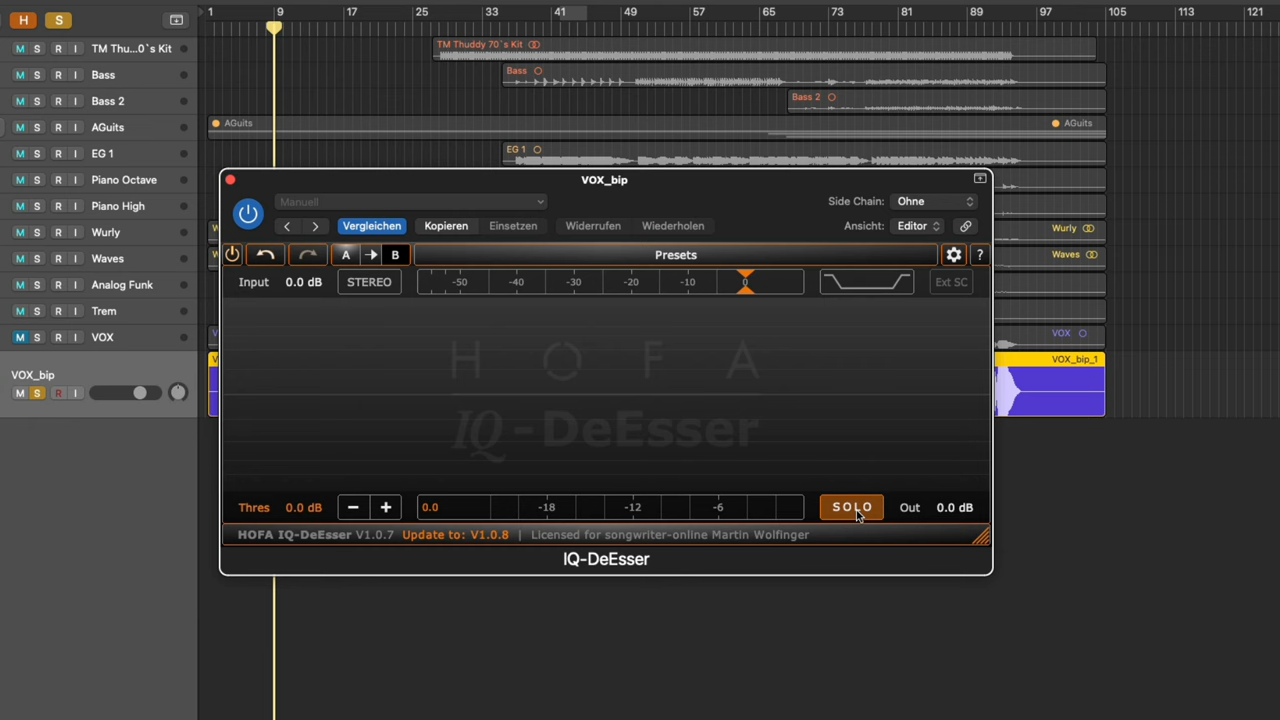 1 9 17 25 33 41 49 57 65 73 81 89 97 105 113 121
H S
M S R I TM Thu...0`s Kit
TM Thuddy 70`s Kit
M S R I Bass
Bass
M S R I Bass 2
Bass 2
M S R I AGuits
AGuits AGuits
M S R I EG 1
EG 1
M S R I Piano Octave
M S R I Piano High
M S R I Wurly
Wurly
M S R I Waves
Waves
M S R I Analog Funk
M S R I Trem
M S R I VOX
VOX
VOX_bip
M S R I
VOX_bip_1
VOX_bip
Manuell
Side Chain: Ohne
Vergleichen Kopieren Einsetzen Widerrufen Wiederholen
Ansicht: Editor
A B Presets ?
Input 0.0 dB STEREO -50 -40 -30 -20 -10 0 Ext SC
HOFA
IQ-DeEsser
Thres 0.0 dB − + 0.0 -18 -12 -6 SOLO Out 0.0 dB
HOFA IQ-DeEsser V1.0.7 Update to: V1.0.8 | Licensed for songwriter-online Martin Wolfinger
IQ-DeEsser